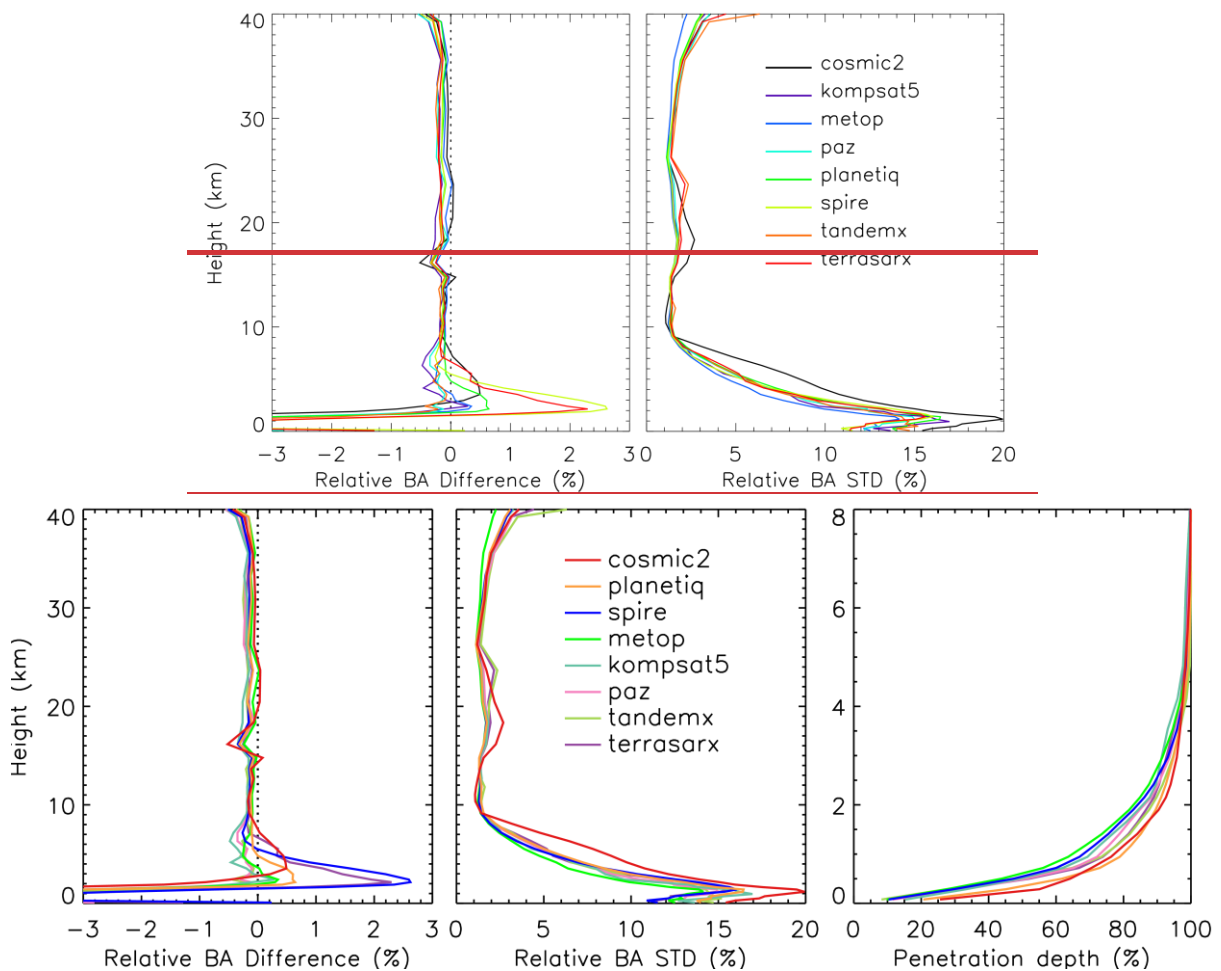 40
30
20
10
0
Height (km)
-3 -2 -1 0 1 2 3
Relative BA Difference (%)
cosmic2
kompsat5
metop
paz
planetiq
spire
tandemx
terrasarx
0 5 10 15 20
Relative BA STD (%)
40
30
20
10
0
Height (km)
-3 -2 -1 0 1 2 3
Relative BA Difference (%)
cosmic2
planetiq
spire
metop
kompsat5
paz
tandemx
terrasarx
0 5 10 15 20
Relative BA STD (%)
8
6
4
2
0
0 20 40 60 80 100
Penetration depth (%)